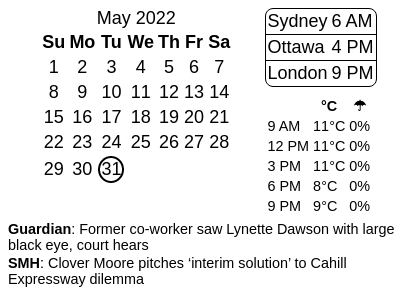 May 2022
Su Mo Tu We Th Fr Sa
1 2 3 4 5 6 7
8 9 10 11 12 13 14
15 16 17 18 19 20 21
22 23 24 25 26 27 28
29 30 31
Sydney 6 AM
Ottawa 4 PM
London 9 PM
°C ☂
9 AM 11°C 0%
12 PM 11°C 0%
3 PM 11°C 0%
6 PM 8°C 0%
9 PM 9°C 0%
Guardian: Former co-worker saw Lynette Dawson with large
black eye, court hears
SMH: Clover Moore pitches ‘interim solution’ to Cahill
Expressway dilemma